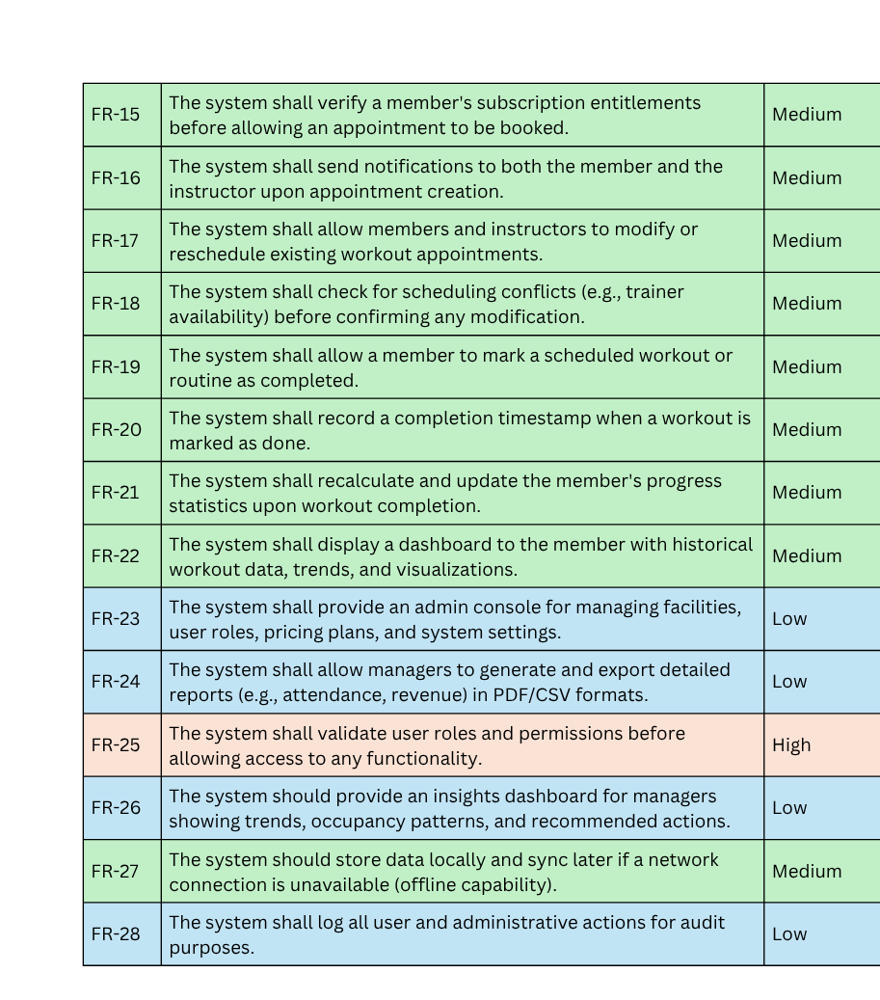 FR-15
The system shall verify a member's subscription entitlements
before allowing an appointment to be booked.
Medium
FR-16
The system shall send notifications to both the member and the
instructor upon appointment creation.
Medium
FR-17
The system shall allow members and instructors to modify or
reschedule existing workout appointments.
Medium
FR-18
The system shall check for scheduling conflicts (e.g., trainer
availability) before confirming any modification.
Medium
FR-19
The system shall allow a member to mark a scheduled workout or
routine as completed.
Medium
FR-20
The system shall record a completion timestamp when a workout is
marked as done.
Medium
FR-21
The system shall recalculate and update the member's progress
statistics upon workout completion.
Medium
FR-22
The system shall display a dashboard to the member with historical
workout data, trends, and visualizations.
Medium
FR-23
The system shall provide an admin console for managing facilities,
user roles, pricing plans, and system settings.
Low
FR-24
The system shall allow managers to generate and export detailed
reports (e.g., attendance, revenue) in PDF/CSV formats.
Low
FR-25
The system shall validate user roles and permissions before
allowing access to any functionality.
High
FR-26
The system should provide an insights dashboard for managers
showing trends, occupancy patterns, and recommended actions.
Low
FR-27
The system should store data locally and sync later if a network
connection is unavailable (offline capability).
Medium
FR-28
The system shall log all user and administrative actions for audit
purposes.
Low